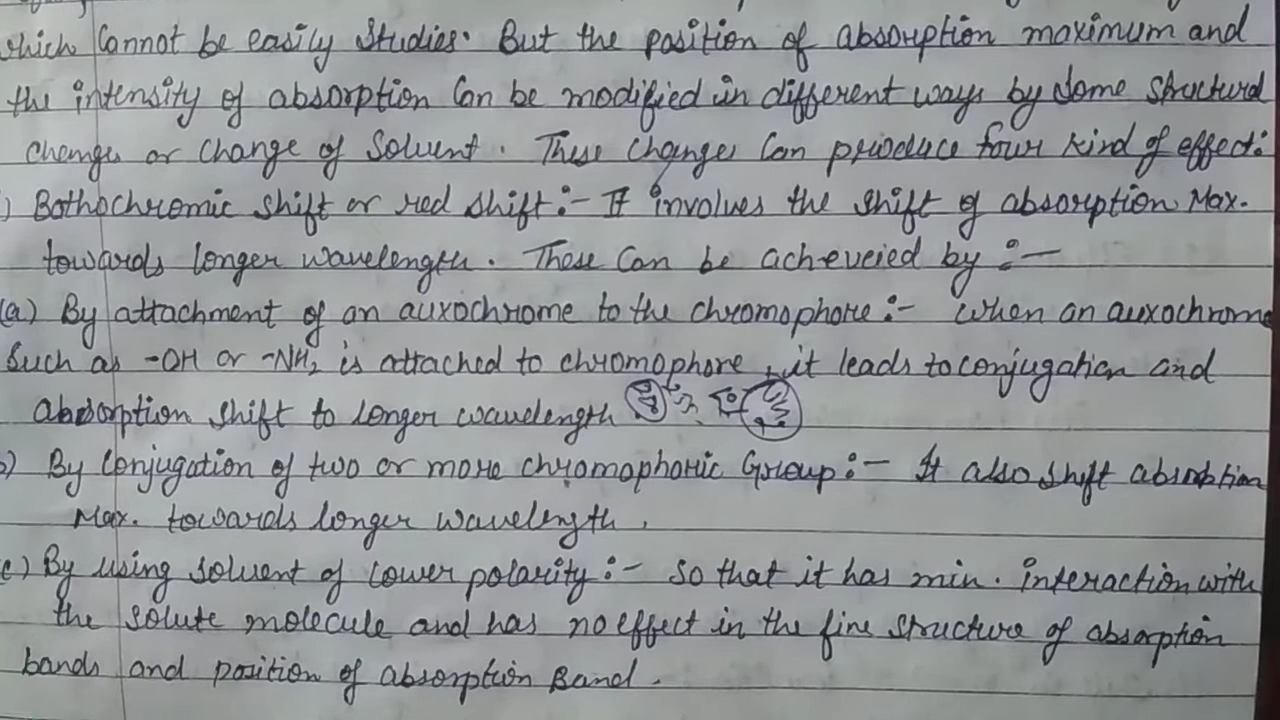 which Cannot be easily Studies. But the position of absorption maximum and
the intensity of absorption Can be modified in different ways by Some Structurd
change or Change of Solvent. These changes Can produce four kind of effect:
) Bathochromic shift or red shift :- It involves the shift of absorption Max.
towards longer wavelength. These Can be acheveied by :-
(a) By attachment of an auxochrome to the chromophore :- When an auxochrome
Such as -OH or -NH₂ is attached to chromophore, it leads to conjugation and
absorption shift to longer wavelength
b) By Conjugation of two or more chromophoric Group :- It also shift absorbtion
Max. towards longer wavelength.
c) By using solvent of lower polarity :- So that it has min. interaction with
the solute molecule and has no effect in the fine structure of absorption
bands and position of absorption Band.